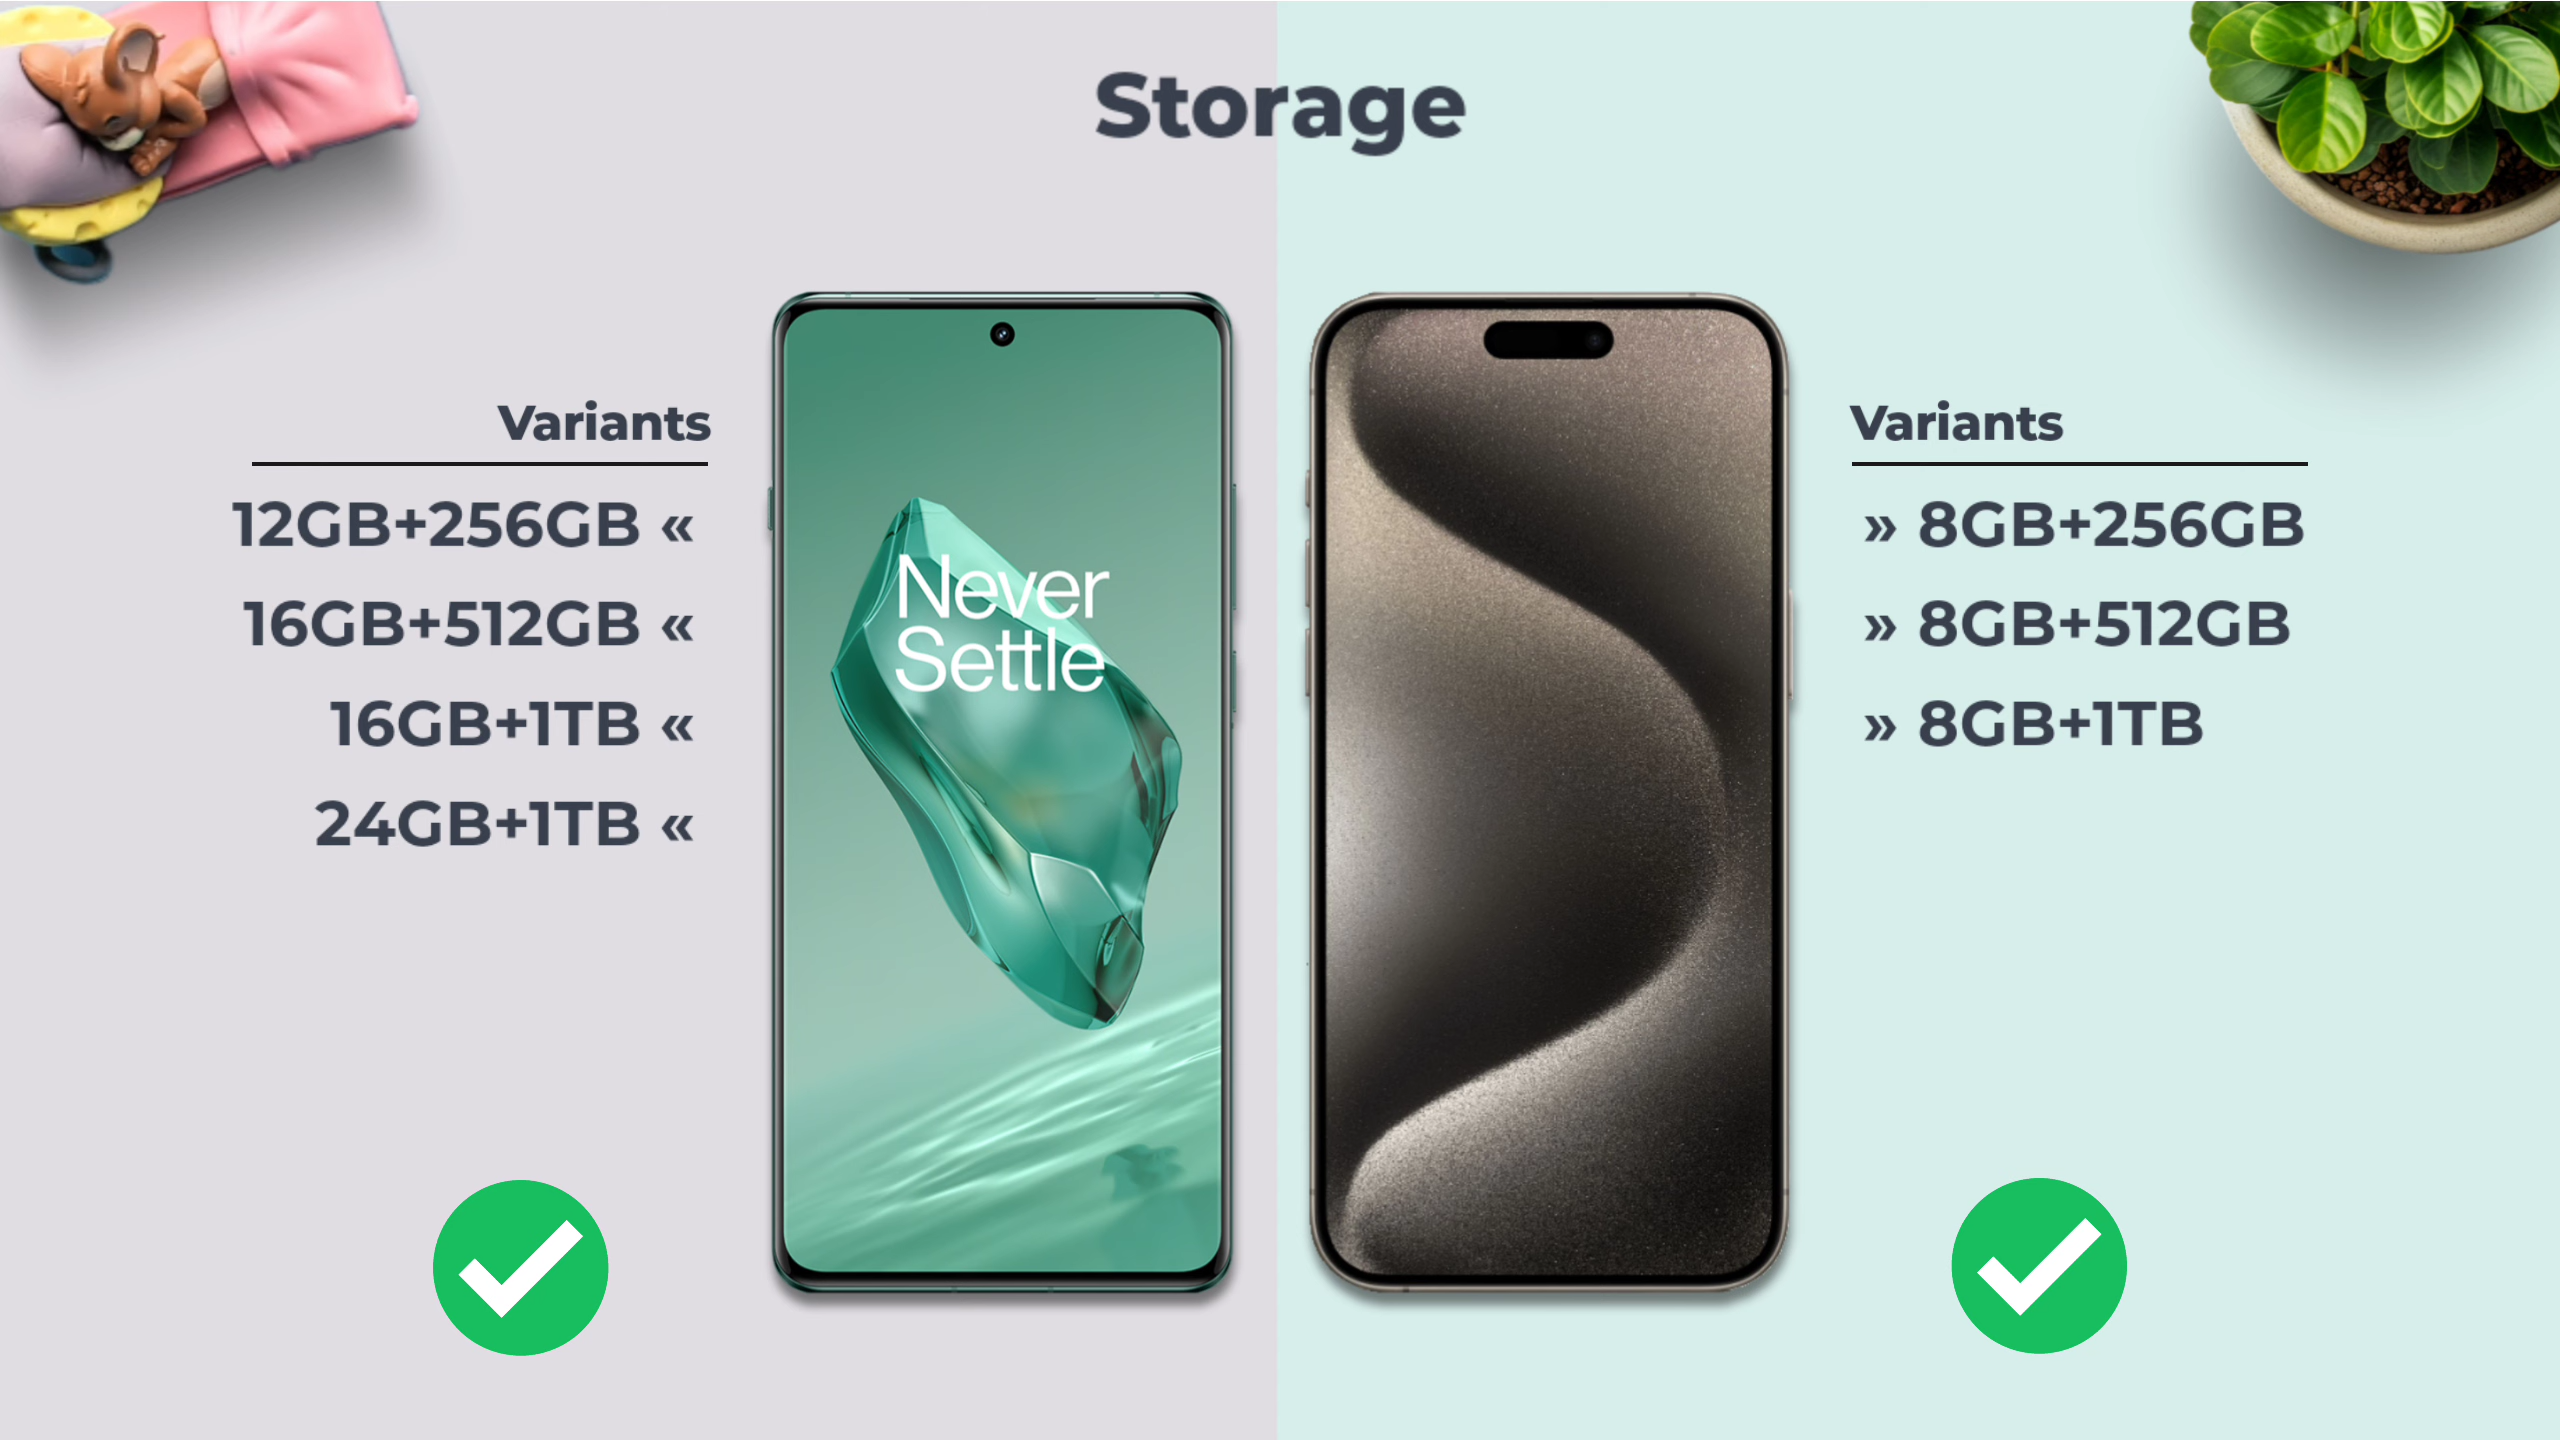 Storage
Variants
12GB+256GB «
16GB+512GB «
16GB+1TB «
24GB+1TB «
Never
Settle
Variants
» 8GB+256GB
» 8GB+512GB
» 8GB+1TB